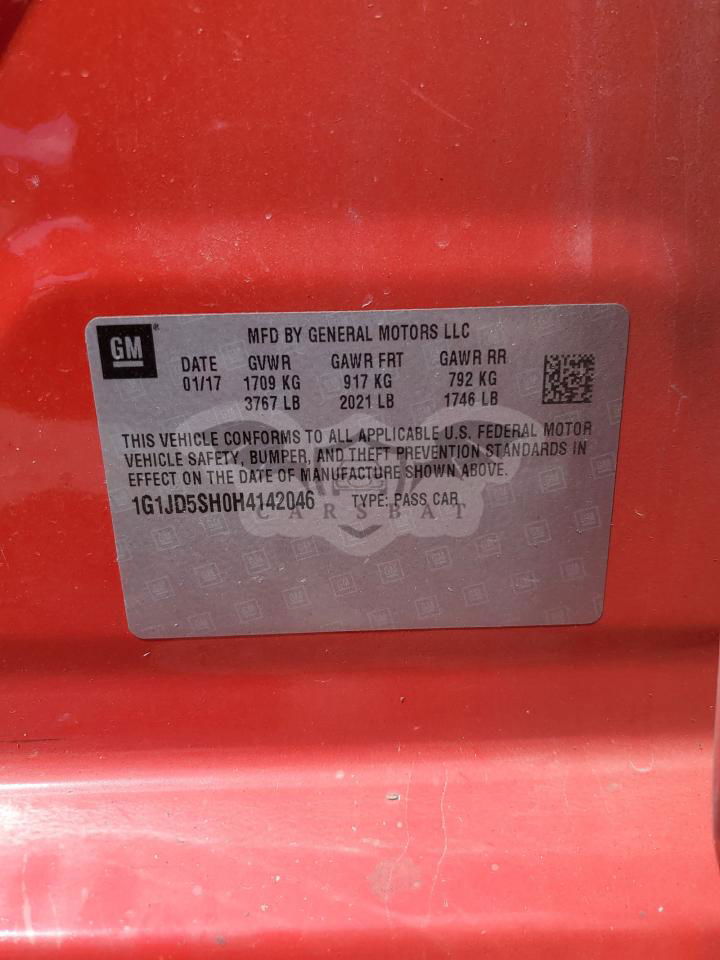 GM
MFD BY GENERAL MOTORS LLC
DATE GVWR GAWR FRT GAWR RR
01/17 1709 KG 917 KG 792 KG
3767 LB 2021 LB 1746 LB
THIS VEHICLE CONFORMS TO ALL APPLICABLE U.S. FEDERAL MOTOR
VEHICLE SAFETY, BUMPER, AND THEFT PREVENTION STANDARDS IN
EFFECT ON THE DATE OF MANUFACTURE SHOWN ABOVE.
1G1JD5SH0H4142046 TYPE: PASS CAR
CARSBAT